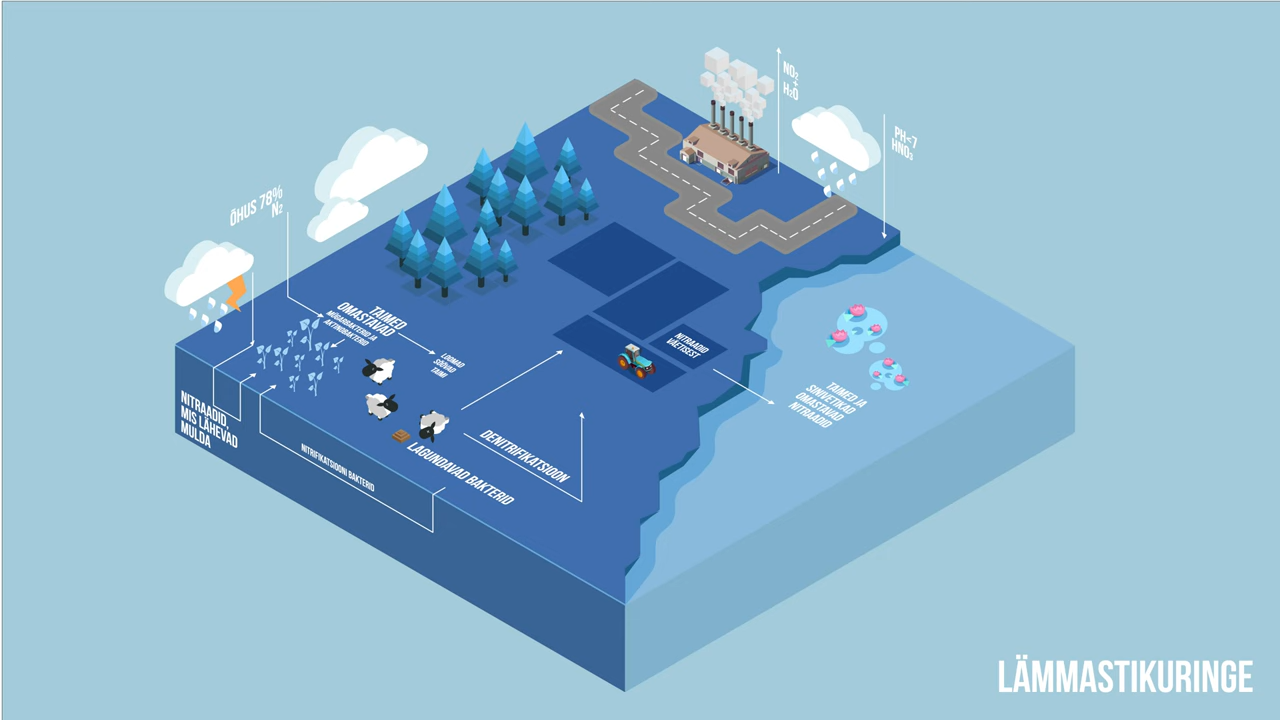 NO₂
+
H₂O
PH<7
HNO₃
ÕHUS 78%
N₂
TAIMED
OMASTAVAD
MÜGARBAKTERID JA
AKTINOBAKTERID
LOOMAD
SÖÖVAD
TAIMI
NITRAADID
VÄETISEST
TAIMED JA
SINIVETIKAD
OMASTAVAD
NITRAADID
NITRAADID,
MIS LÄHEVAD
MULDA
NITRIFIKATSIOONI BAKTERID
LAGUNDAVAD BAKTERID
DENITRIFIKATSIOON
LÄMMASTIKURINGE